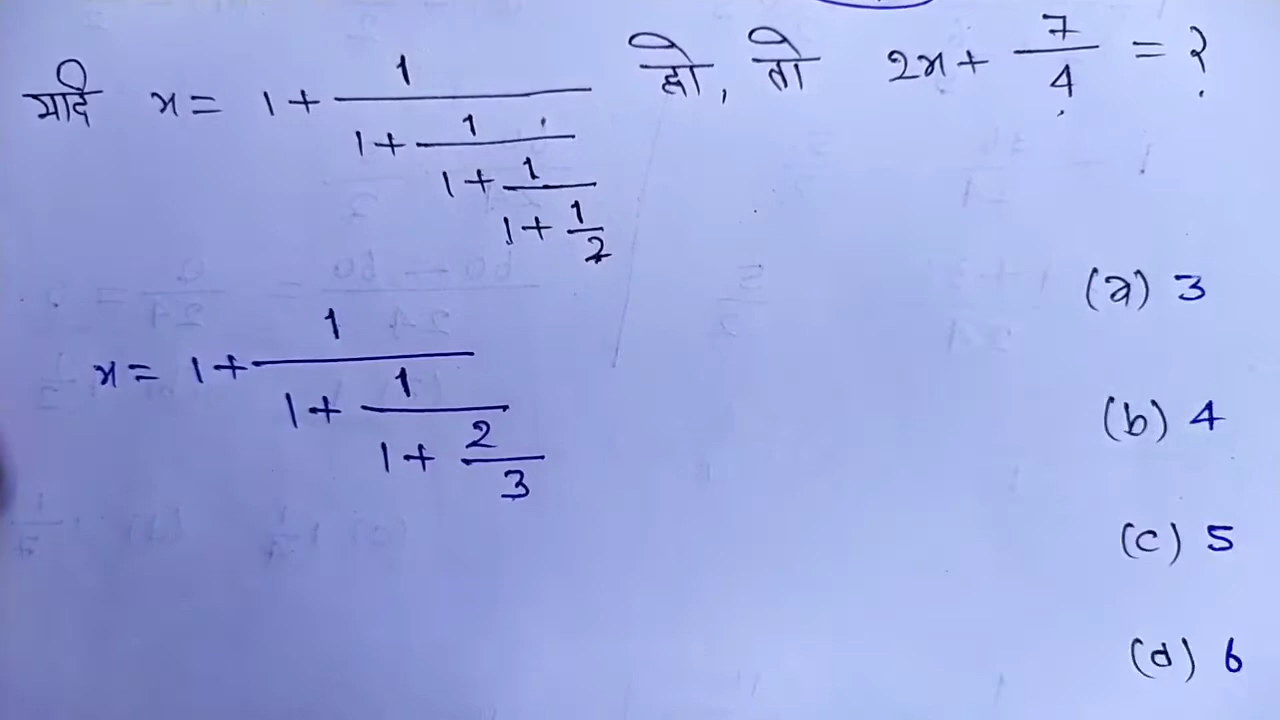 यदि x = 1 + 1/(1 + 1/(1 + 1/(1 + 1/2))) हो, तो 2x + 7/4 = ?
x = 1 + 1/(1 + 1/(1 + 2/3))
(a) 3
(b) 4
(c) 5
(d) 6